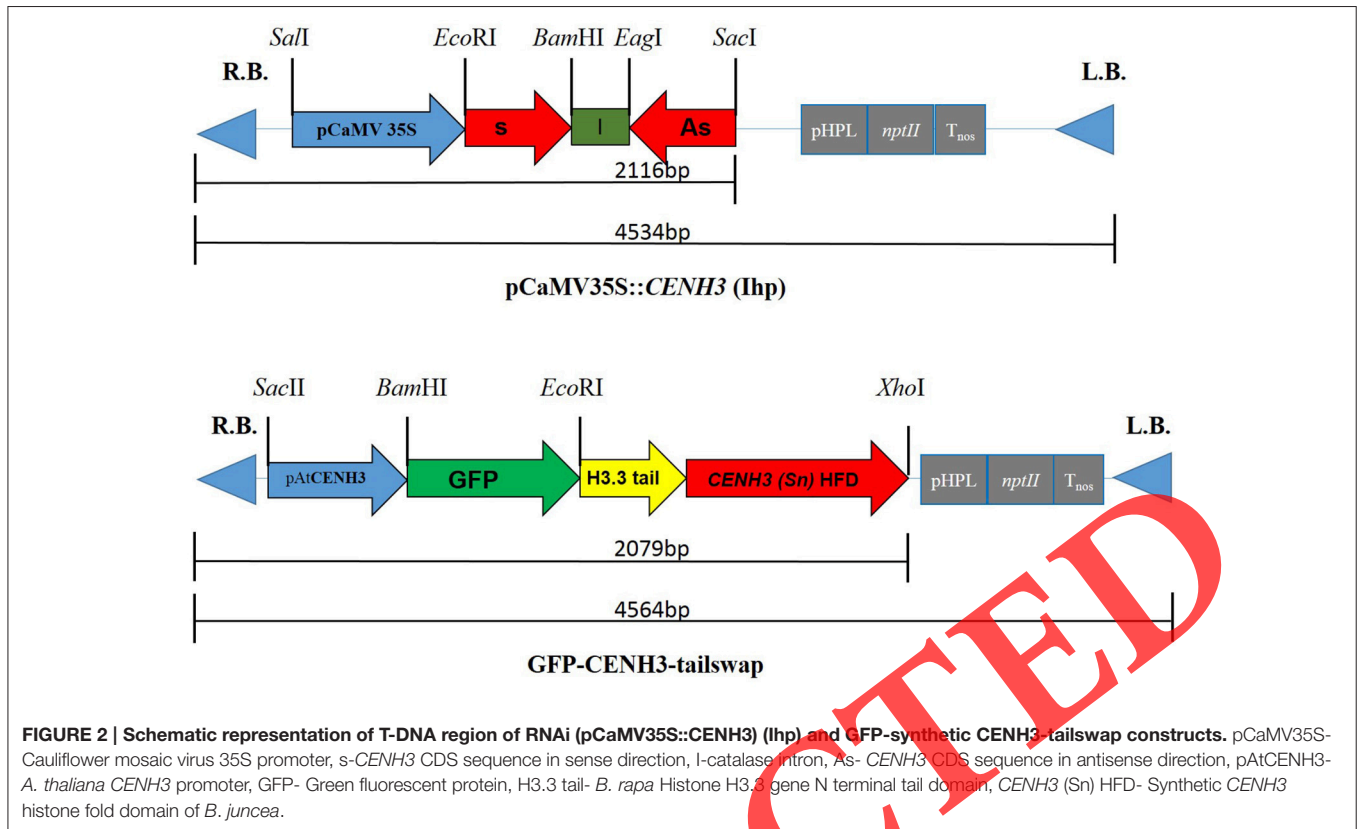 SalI EcoRI BamHI EagI SacI
R.B. L.B.
pCaMV 35S s I As pHPL nptII Tnos
2116bp
4534bp
pCaMV35S::CENH3 (Ihp)
SacII BamHI EcoRI XhoI
R.B. L.B.
pAtCENH3 GFP H3.3 tail CENH3 (Sn) HFD pHPL nptII Tnos
2079bp
4564bp
GFP-CENH3-tailswap
CTED
FIGURE 2 | Schematic representation of T-DNA region of RNAi (pCaMV35S::CENH3) (Ihp) and GFP-synthetic CENH3-tailswap constructs. pCaMV35S-
Cauliflower mosaic virus 35S promoter, s-CENH3 CDS sequence in sense direction, I-catalase intron, As- CENH3 CDS sequence in antisense direction, pAtCENH3-
A. thaliana CENH3 promoter, GFP- Green fluorescent protein, H3.3 tail- B. rapa Histone H3.3 gene N terminal tail domain, CENH3 (Sn) HFD- Synthetic CENH3
histone fold domain of B. juncea.